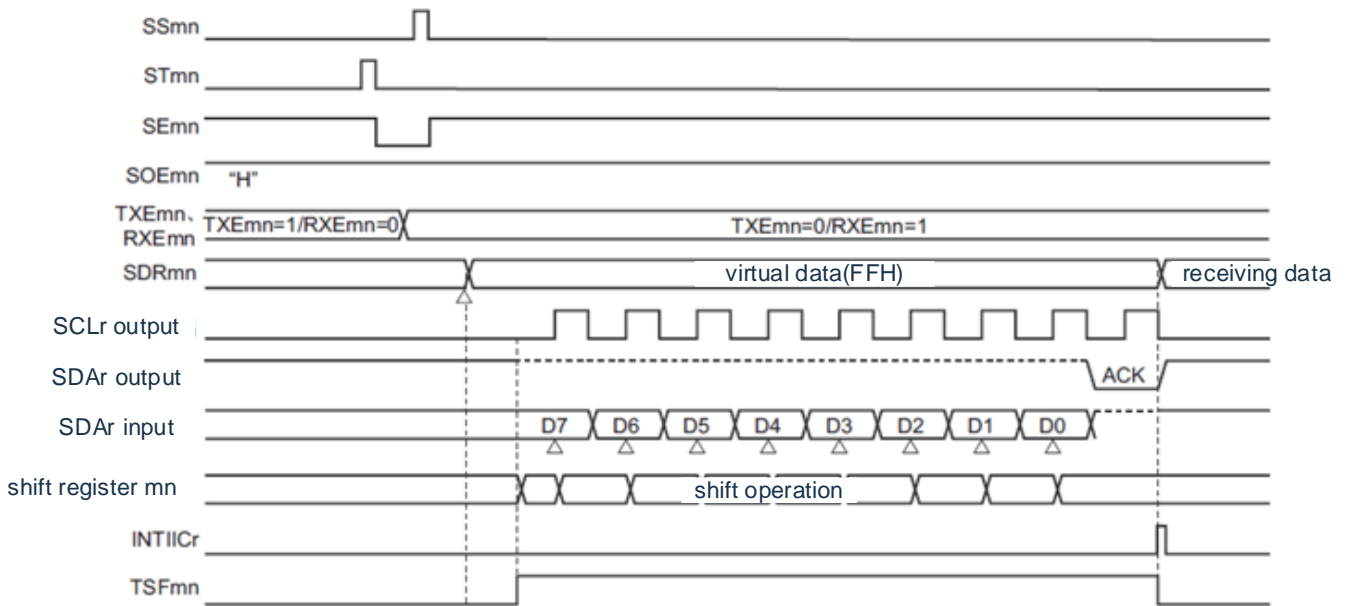 SSmn
STmn
SEmn
SOEmn "H"
TXEmn、
RXEmn
TXEmn=1/RXEmn=0 TXEmn=0/RXEmn=1
SDRmn virtual data(FFH) receiving data
SCLr output
SDAr output ACK
SDAr input D7 D6 D5 D4 D3 D2 D1 D0
shift register mn shift operation
INTIICr
TSFmn